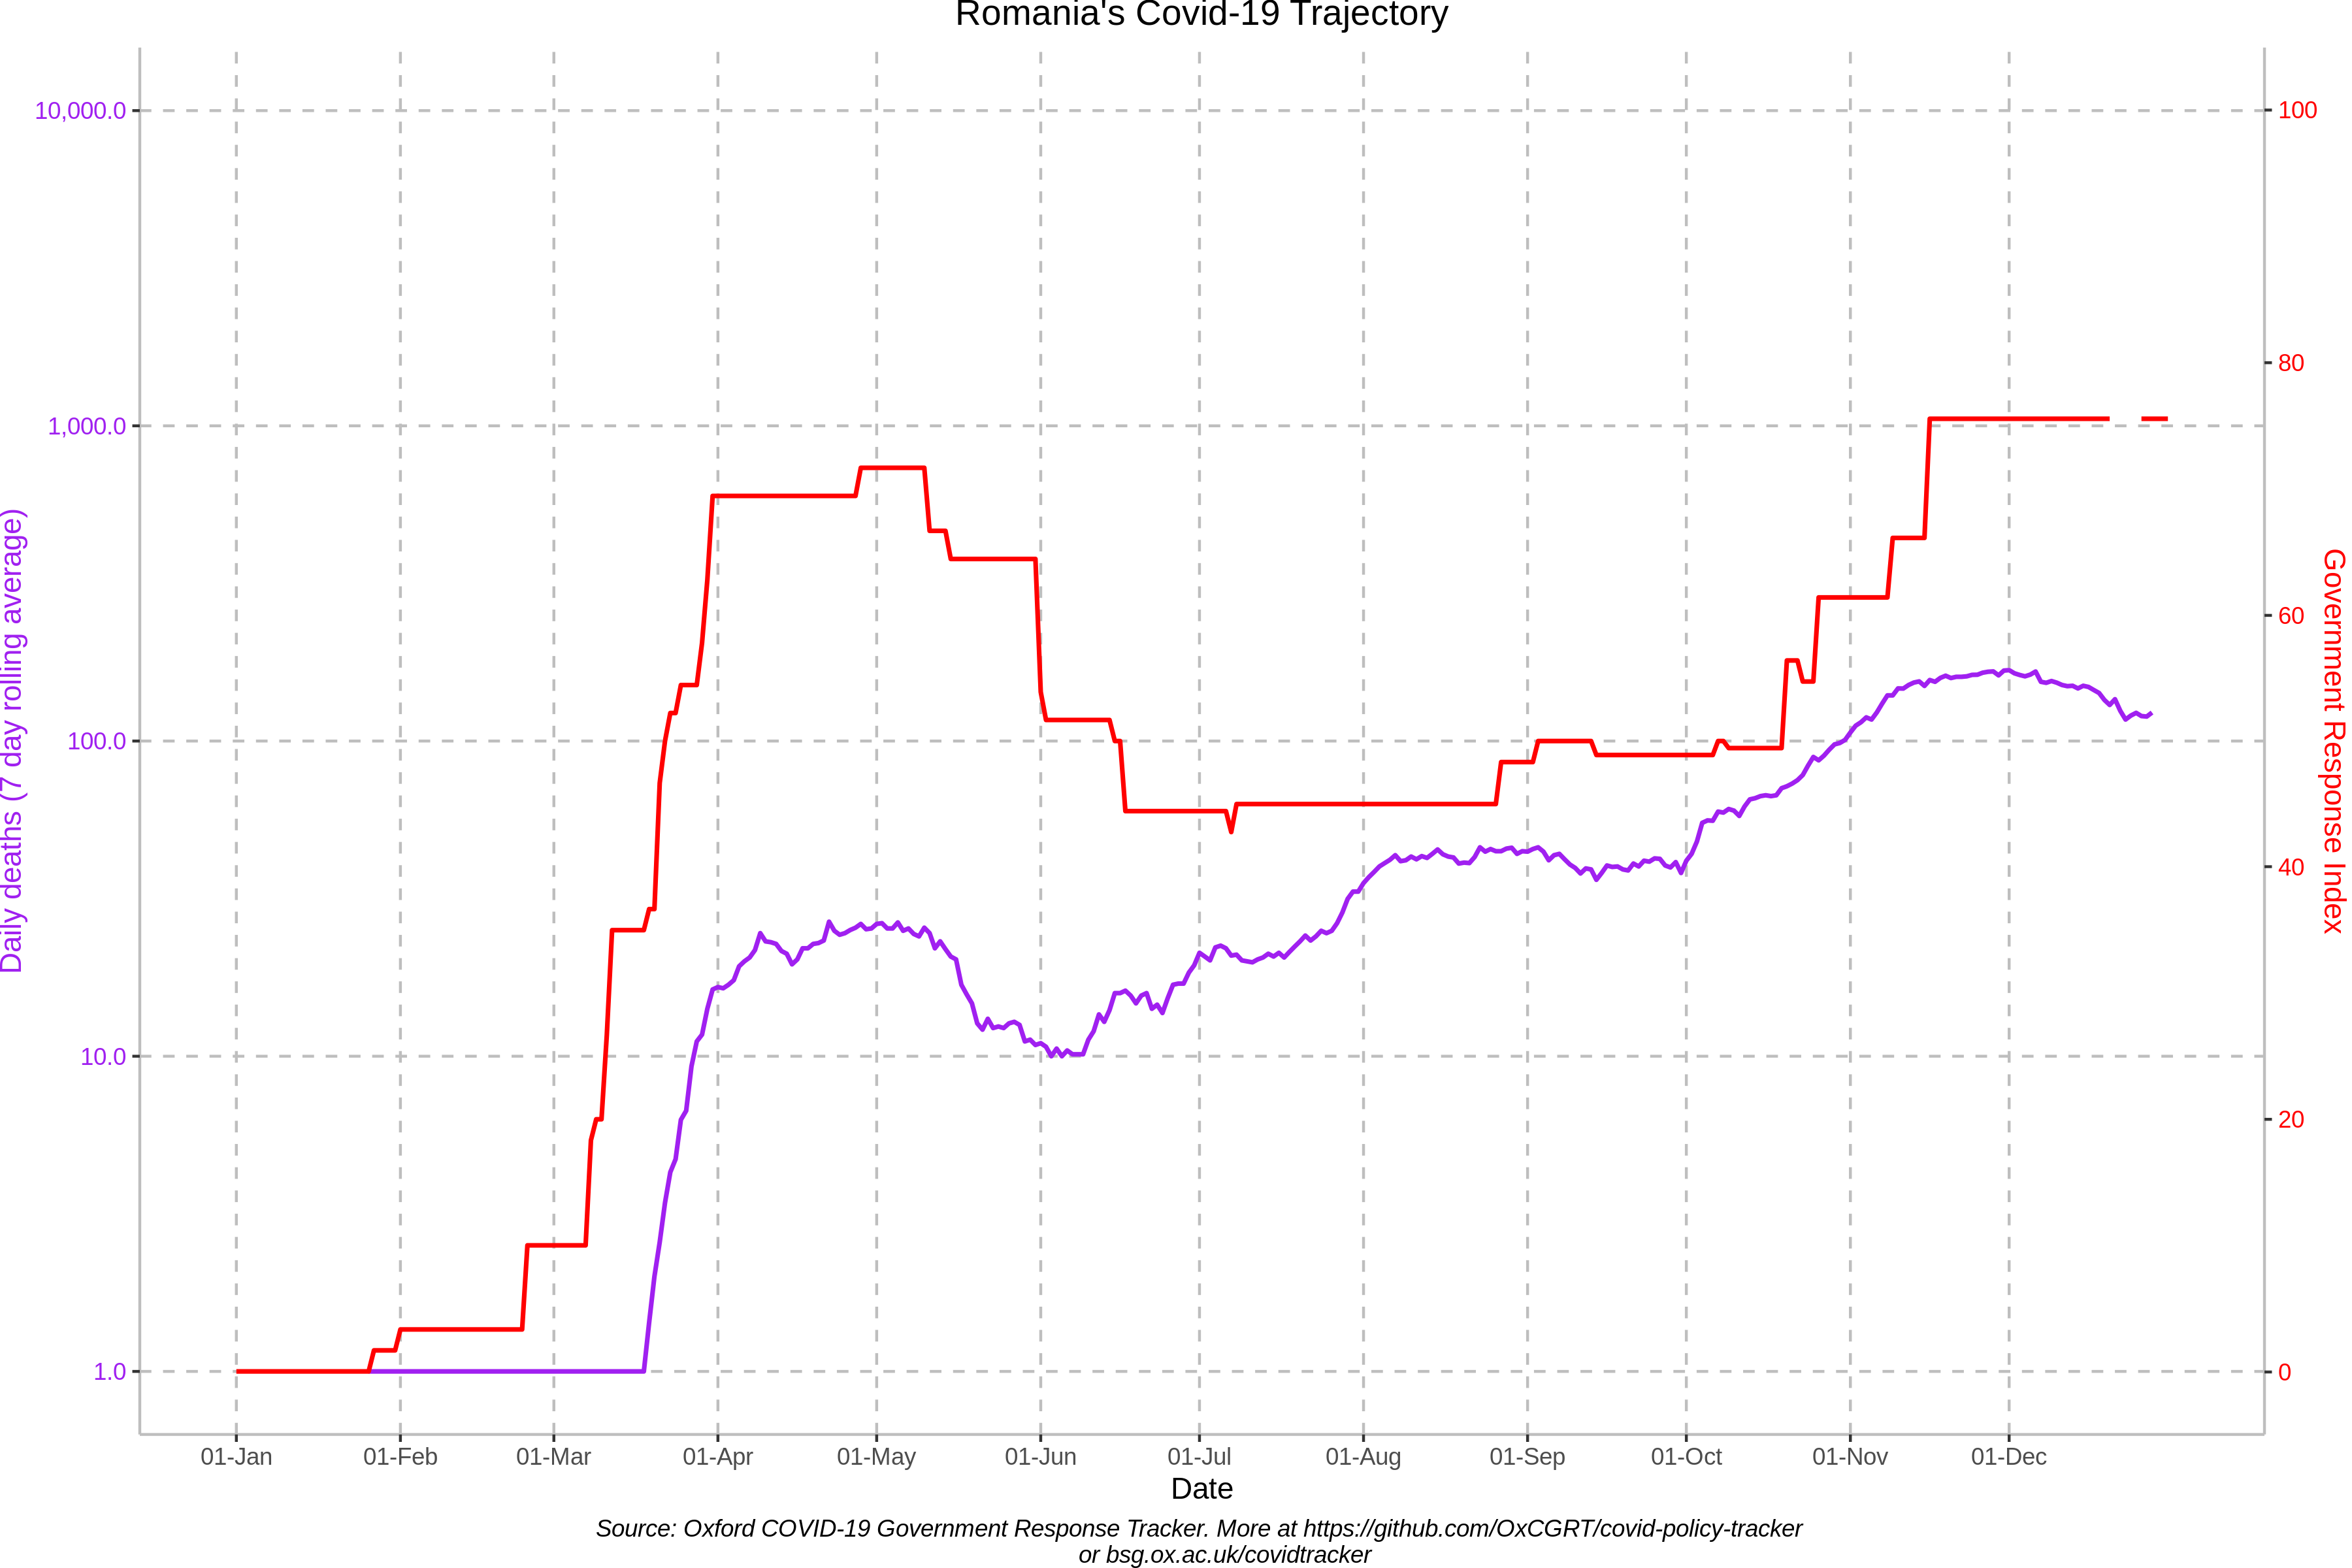 Romania's Covid-19 Trajectory
10,000.0
1,000.0
100.0
10.0
1.0
Daily deaths (7 day rolling average)
100
80
60
40
20
0
Government Response Index
01-Jan 01-Feb 01-Mar 01-Apr 01-May 01-Jun 01-Jul 01-Aug 01-Sep 01-Oct 01-Nov 01-Dec
Date
Source: Oxford COVID-19 Government Response Tracker. More at https://github.com/OxCGRT/covid-policy-tracker
or bsg.ox.ac.uk/covidtracker